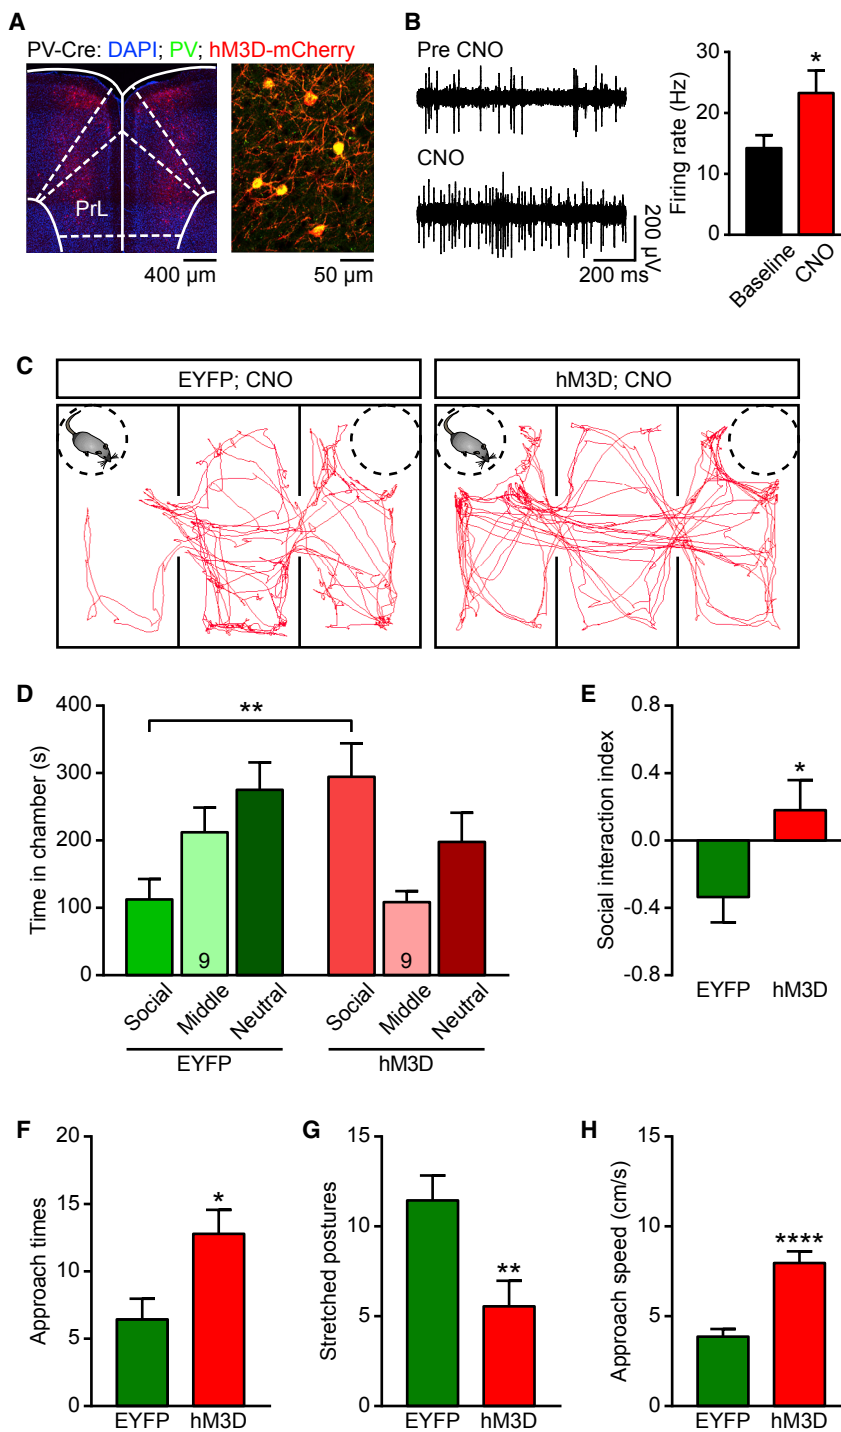 A
PV-Cre: DAPI; PV; hM3D-mCherry
PrL
400 µm
50 µm
B
Pre CNO
CNO
200 µV
200 ms
Firing rate (Hz)
30
20
10
0
*
Baseline
CNO
C
EYFP; CNO
hM3D; CNO
D
Time in chamber (s)
400
300
200
100
0
**
9
9
Social
Middle
Neutral
Social
Middle
Neutral
EYFP
hM3D
E
Social interaction index
0.8
0.4
0.0
-0.4
-0.8
*
EYFP
hM3D
F
Approach times
20
15
10
5
0
*
EYFP
hM3D
G
Stretched postures
15
10
5
0
**
EYFP
hM3D
H
Approach speed (cm/s)
15
10
5
0
****
EYFP
hM3D